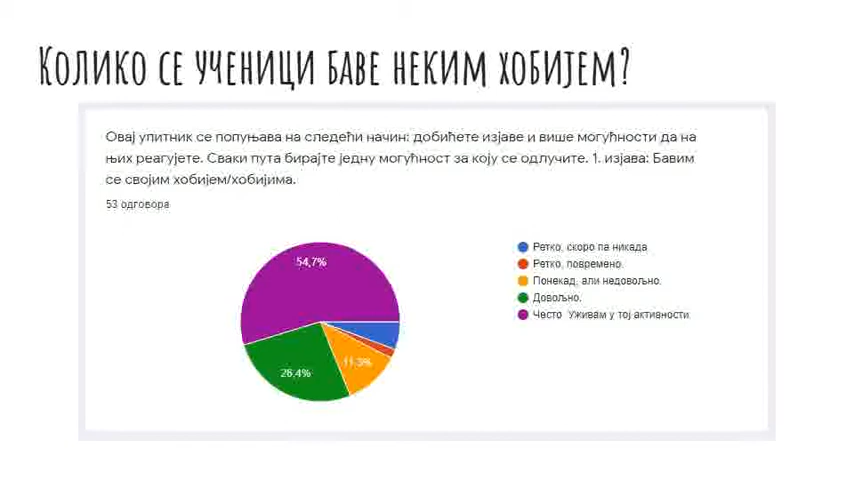 Колико се ученици баве неким хобијем?
Овај упитник се попуњава на следећи начин: добићете изјаве и више могућности да на
њих реагујете. Сваки пута бирајте једну могућност за коју се одлучите. 1. изјава: Бавим
се својим хобијем/хобијима.
53 одговора
54,7%
11,3%
26,4%
Ретко, скоро па никада
Ретко, повремено.
Понекад, али недовољно.
Довољно.
Често. Уживам у тој активности.